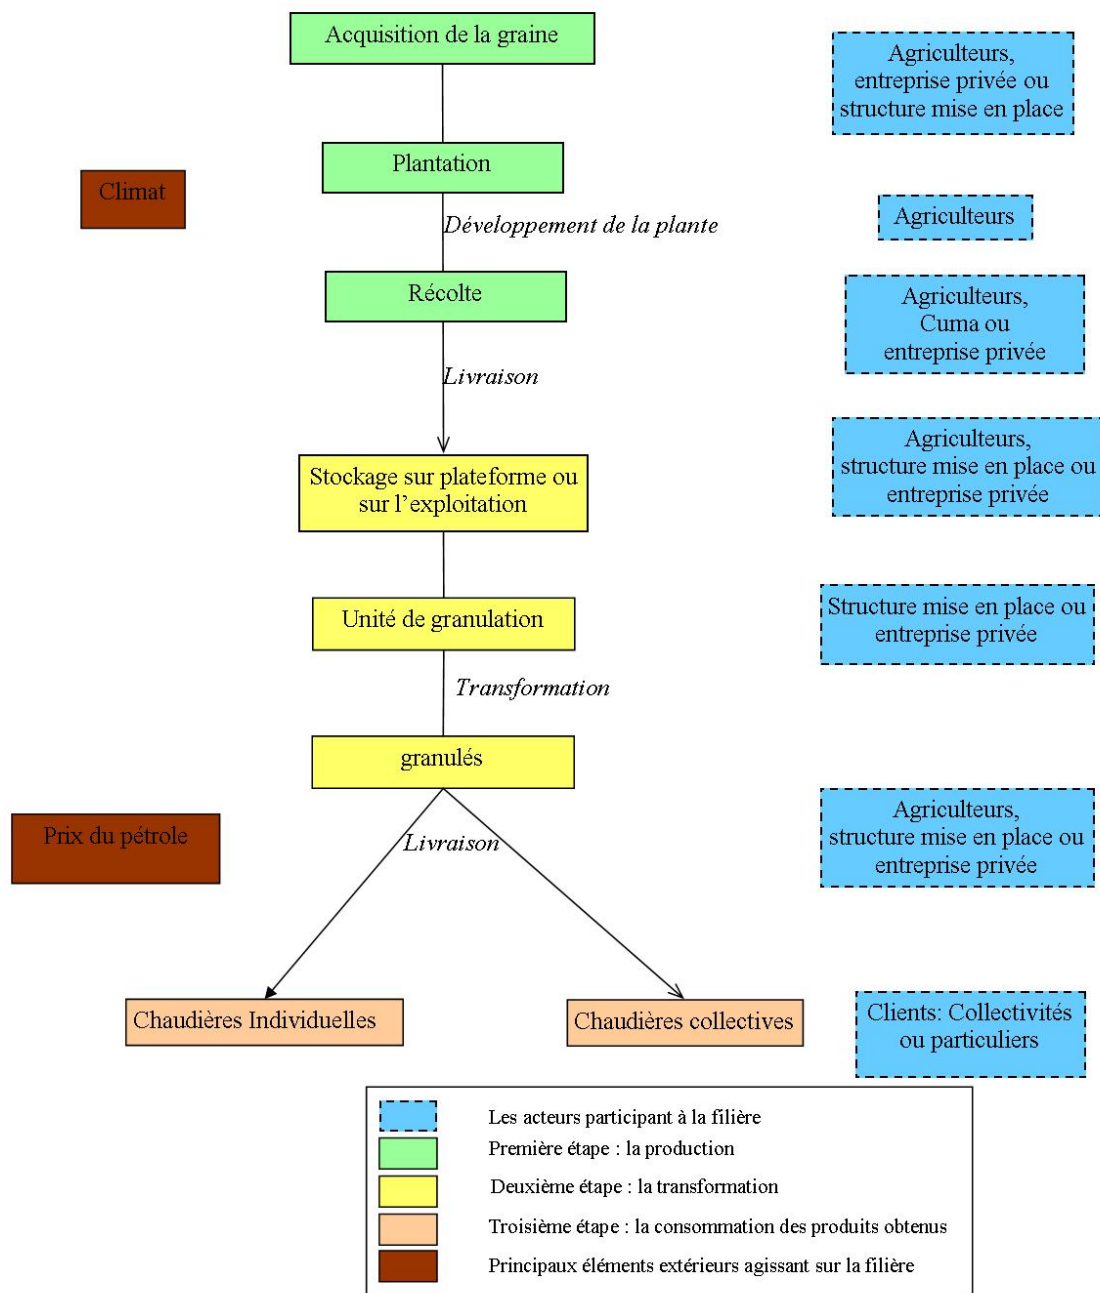 Acquisition de la graine
Agriculteurs,
entreprise privée ou
structure mise en place
Plantation
Climat
Développement de la plante
Agriculteurs
Récolte
Agriculteurs,
Cuma ou
entreprise privée
Livraison
Stockage sur plateforme ou
sur l'exploitation
Agriculteurs,
structure mise en place ou
entreprise privée
Unité de granulation
Structure mise en place ou
entreprise privée
Transformation
granulés
Prix du pétrole
Livraison
Agriculteurs,
structure mise en place ou
entreprise privée
Chaudières Individuelles
Chaudières collectives
Clients: Collectivités
ou particuliers
Les acteurs participant à la filière
Première étape : la production
Deuxième étape : la transformation
Troisième étape : la consommation des produits obtenus
Principaux éléments extérieurs agissant sur la filière